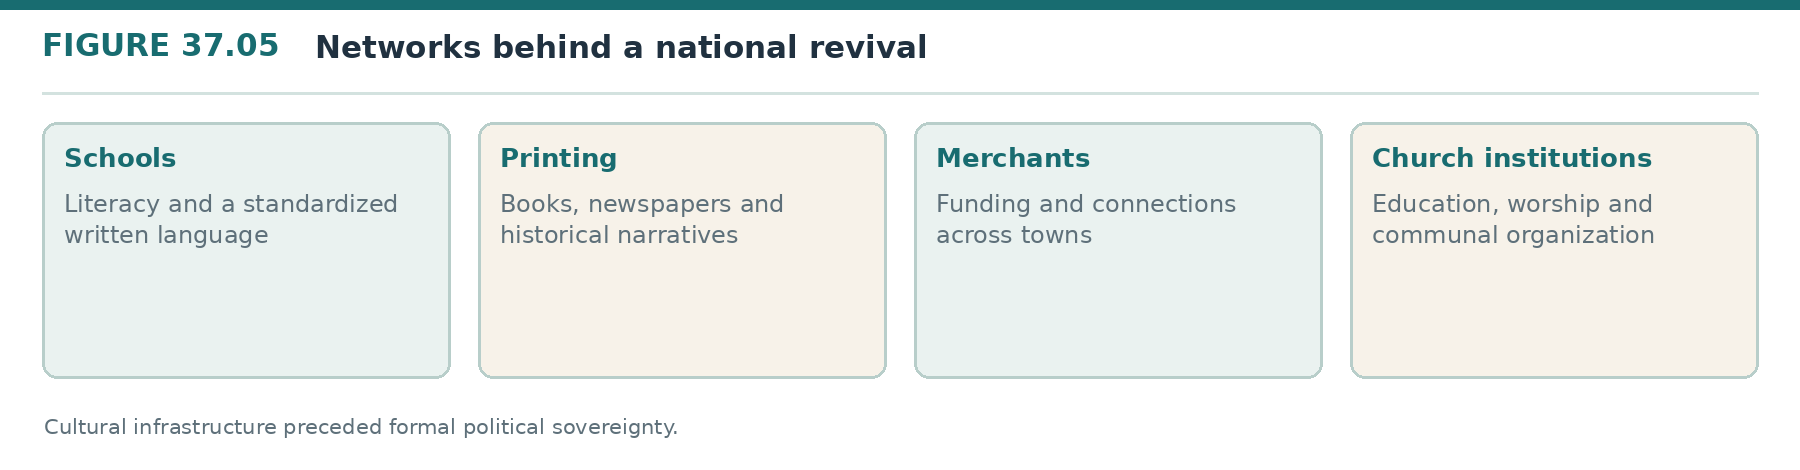 FIGURE 37.05 Networks behind a national revival
Schools
Literacy and a standardized
written language
Printing
Books, newspapers and
historical narratives
Merchants
Funding and connections
across towns
Church institutions
Education, worship and
communal organization
Cultural infrastructure preceded formal political sovereignty.